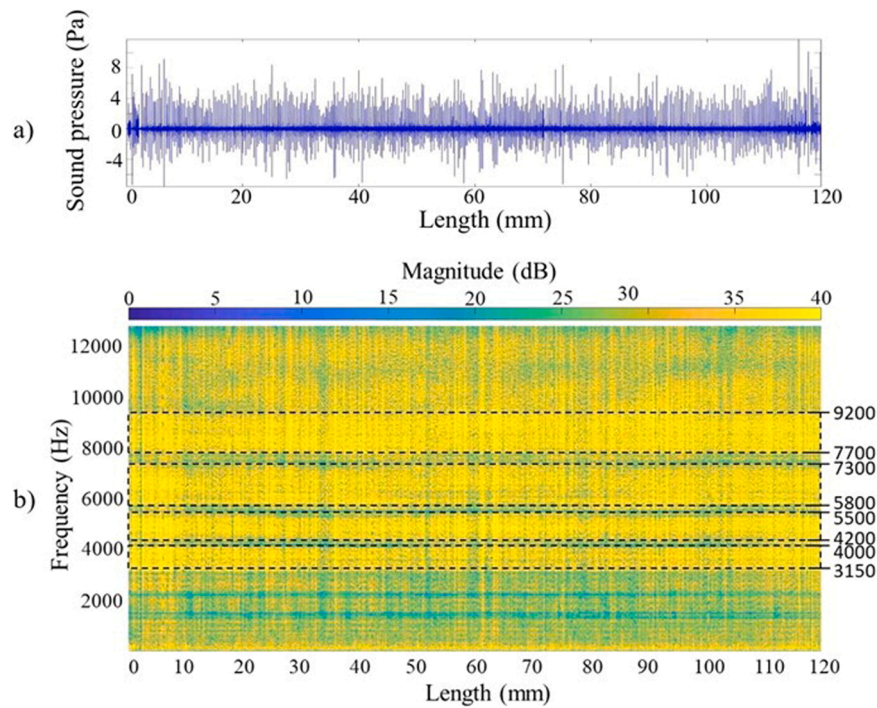 a)
Sound pressure (Pa)
8
4
0
-4
0 20 40 60 80 100 120
Length (mm)
Magnitude (dB)
0 5 10 15 20 25 30 35 40
b)
Frequency (Hz)
12000
10000
8000
6000
4000
2000
9200
7700
7300
5800
5500
4200
4000
3150
0 10 20 30 40 50 60 70 80 90 100 110 120
Length (mm)